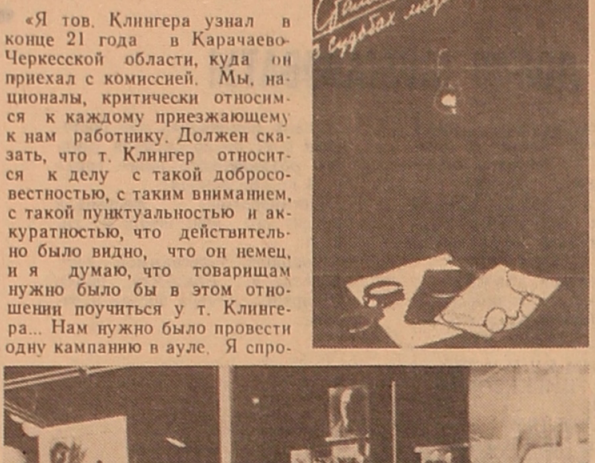 «Я тов. Клингера узнал в
конце 21 года в Карачаево-
Черкесской области, куда он
приехал с комиссией. Мы, на-
ционалы, критически относим-
ся к каждому приезжающему
к нам работнику. Должен ска-
зать, что т. Клингер относит-
ся к делу с такой добросо-
вестностью, с таким вниманием,
с такой пунктуальностью и ак-
куратностью, что действитель-
но было видно, что он немец,
и я думаю, что товарищам
нужно было бы в этом отно-
шении поучиться у т. Клинге-
ра... Нам нужно было провести
одну кампанию в ауле. Я спро-
в судьбах